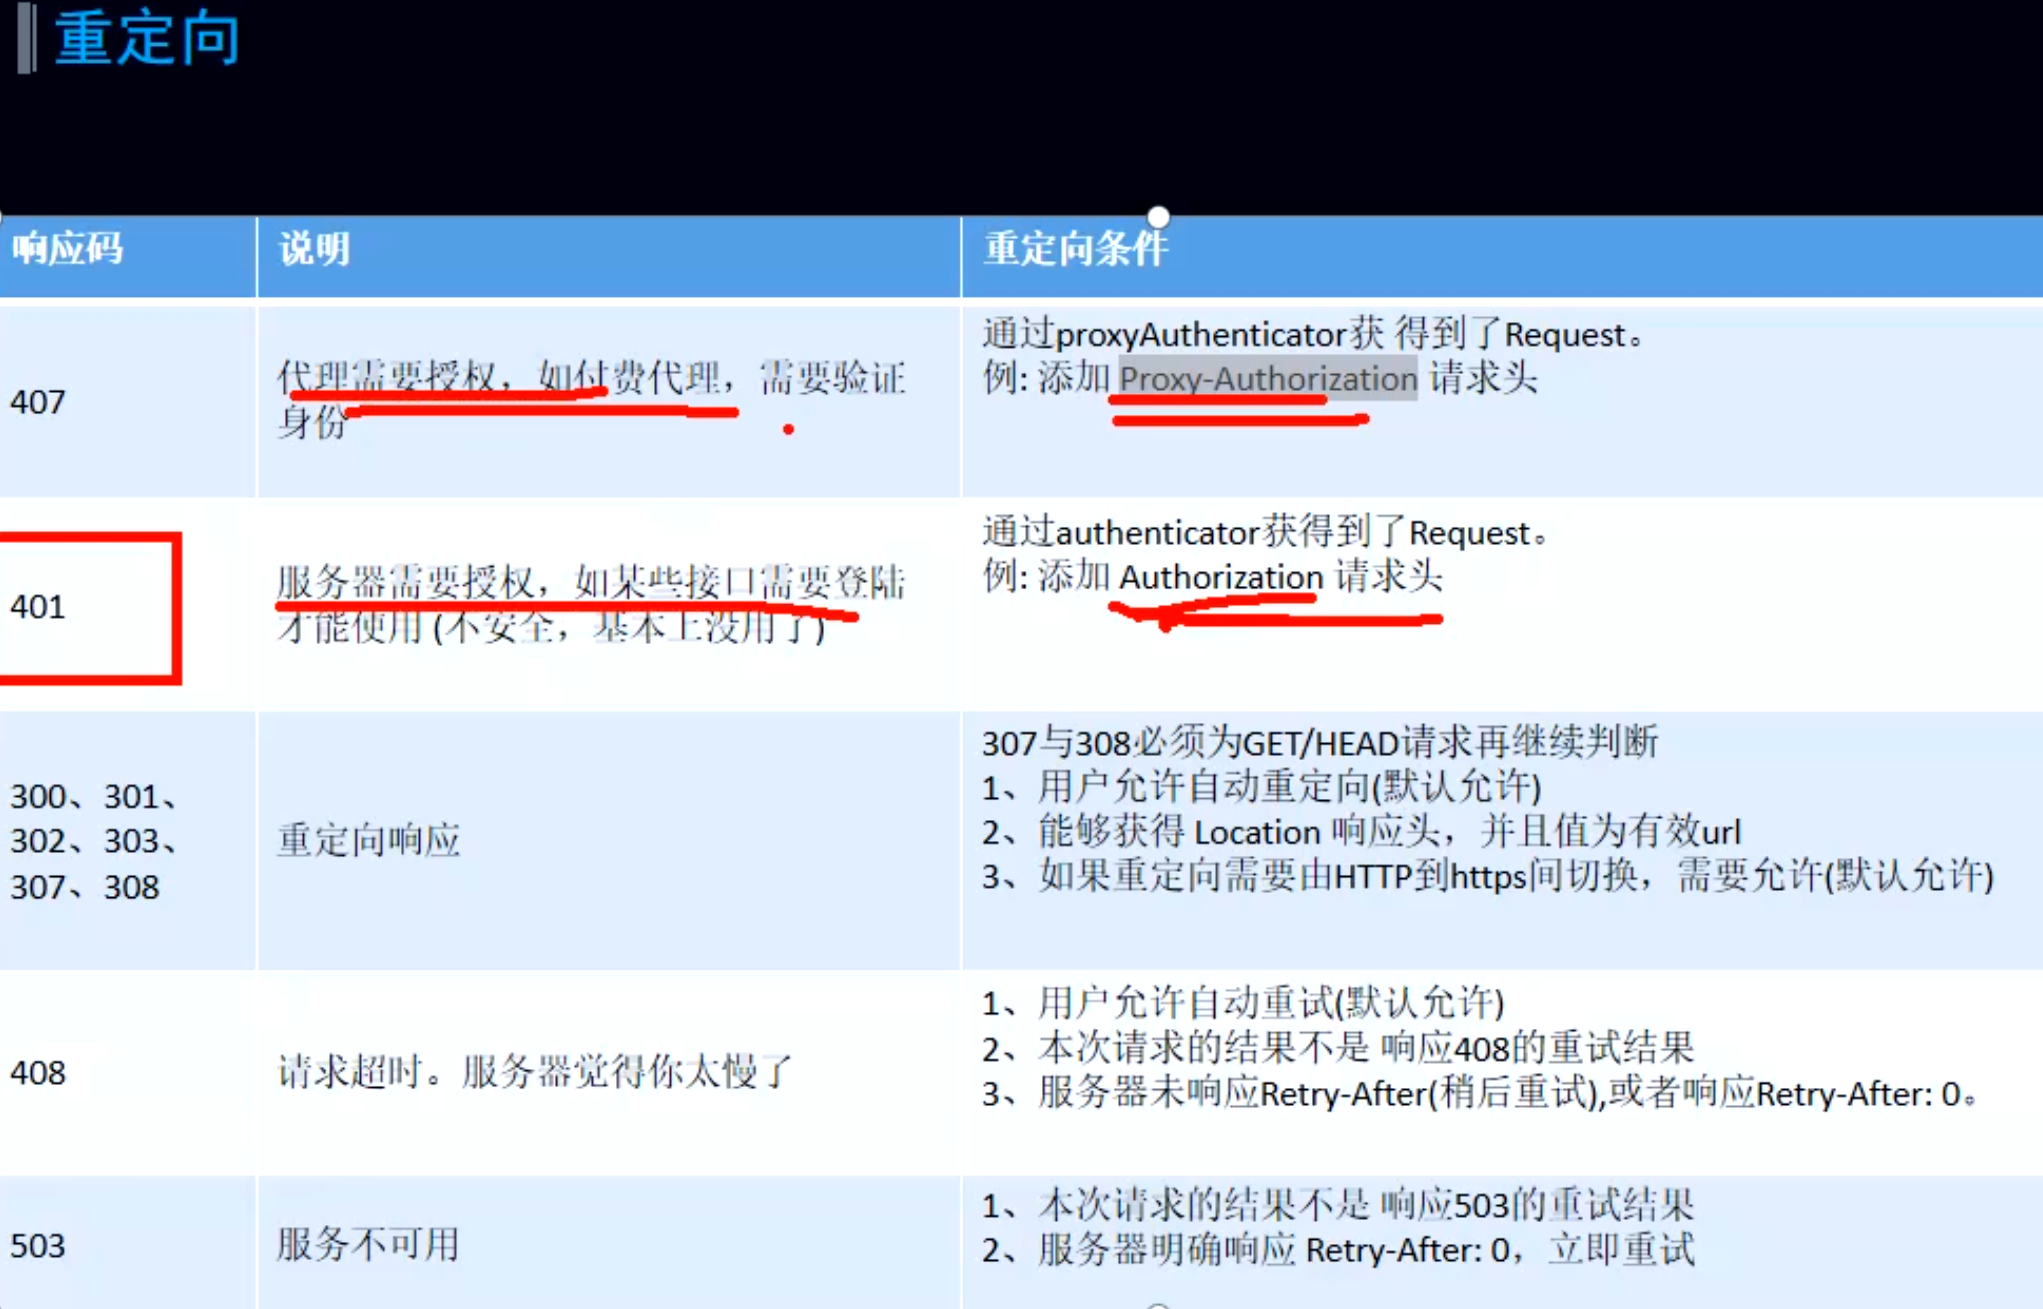 重定向
响应码 说明 重定向条件
407
代理需要授权，如付费代理，需要验证
身份
通过proxyAuthenticator获 得到了Request。
例: 添加 Proxy-Authorization 请求头
401
服务器需要授权，如某些接口需要登陆
才能使用 (不安全，基本上没用了)
通过authenticator获得到了Request。
例: 添加 Authorization 请求头
300、301、
302、303、
307、308
重定向响应
307与308必须为GET/HEAD请求再继续判断
1、用户允许自动重定向(默认允许)
2、能够获得 Location 响应头，并且值为有效url
3、如果重定向需要由HTTP到https间切换，需要允许(默认允许)
408
请求超时。服务器觉得你太慢了
1、用户允许自动重试(默认允许)
2、本次请求的结果不是 响应408的重试结果
3、服务器未响应Retry-After(稍后重试),或者响应Retry-After: 0。
503
服务不可用
1、本次请求的结果不是 响应503的重试结果
2、服务器明确响应 Retry-After: 0，立即重试